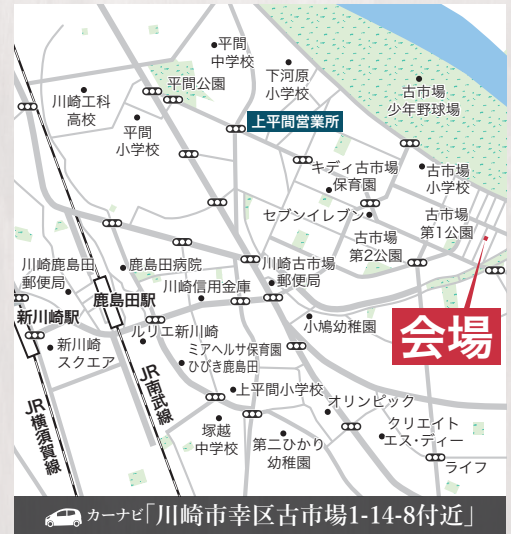 平間
中学校
下河原
小学校
平間公園
古市場
少年野球場
川崎工科
高校
平間
小学校
上平間営業所
キディ古市場
保育園
古市場
小学校
セブンイレブン
古市場
第1公園
古市場
第2公園
川崎鹿島田
郵便局
鹿島田病院
川崎古市場
郵便局
川崎信用金庫
鹿島田駅
新川崎駅
小鳩幼稚園
会場
新川崎
スクエア
ルリエ新川崎
ミアヘルサ保育園
ひびき鹿島田
JR南武線
JR横須賀線
上平間小学校
オリンピック
塚越
中学校
第二ひかり
幼稚園
クリエイト
エス・ディー
ライフ
カーナビ「川崎市幸区古市場1-14-8付近」